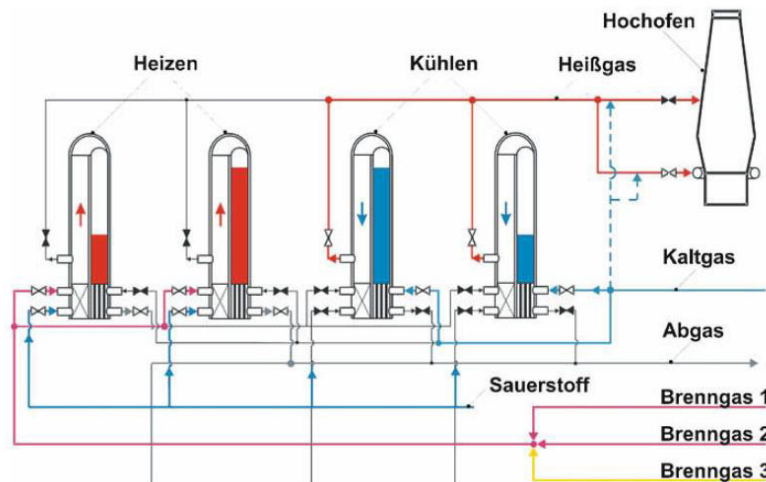 Hochofen
Heizen
Kühlen
Heißgas
Kaltgas
Abgas
Sauerstoff
Brenngas 1
Brenngas 2
Brenngas 3